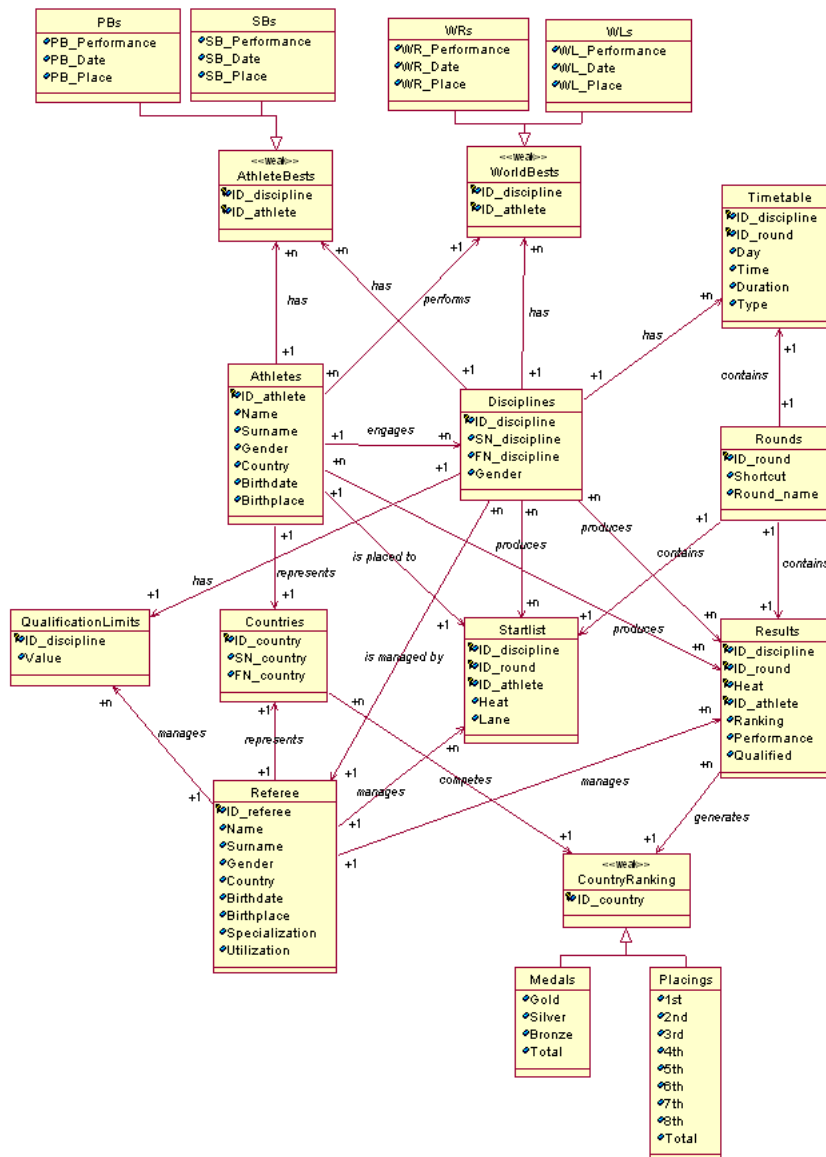 PBs
PB_Performance
PB_Date
PB_Place
SBs
SB_Performance
SB_Date
SB_Place
WRs
WR_Performance
WR_Date
WR_Place
WLs
WL_Performance
WL_Date
WL_Place
<<weak>>
AthleteBests
ID_discipline
ID_athlete
<<weak>>
WorldBests
ID_discipline
ID_athlete
Timetable
ID_discipline
ID_round
Day
Time
Duration
Type
+n
+n
+1
+n
has
performs
has
has
+n
has
+1
contains
+1
+n
+1
+1
+1
+1
Athletes
ID_athlete
Name
Surname
Gender
Country
Birthdate
Birthplace
+1
engages
+n
+n
+1
+1
Disciplines
ID_discipline
SN_discipline
FN_discipline
Gender
Rounds
ID_round
Shortcut
Round_name
+1
represents
+1
is placed to
+n
+n
produces
+n
produces
+1
contains
+1
contains
has
+1
QualificationLimits
ID_discipline
Value
Countries
ID_country
SN_country
FN_country
+1
Startlist
ID_discipline
ID_round
ID_athlete
Heat
Lane
+n
+1
produces
+n
+1
+n
Results
ID_discipline
ID_round
Heat
ID_athlete
Ranking
Performance
Qualified
is managed by
+n
manages
+1
+1
represents
+1
+n
competes
+1
manages
+n
+1
+1
manages
+n
+n
generates
+1
+1
Referee
ID_referee
Name
Surname
Gender
Country
Birthdate
Birthplace
Specialization
Utilization
<<weak>>
CountryRanking
ID_country
Medals
Gold
Silver
Bronze
Total
Placings
1st
2nd
3rd
4th
5th
6th
7th
8th
Total